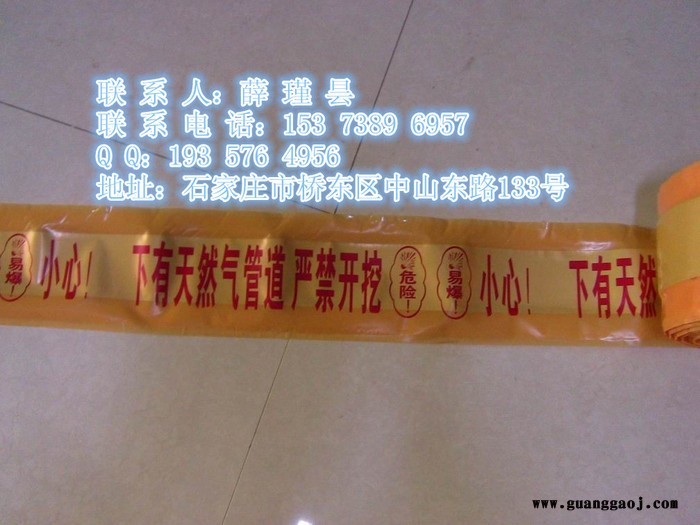 联 系 人: 薛 瑾 昙
联 系 电 话: 153 7389 6957
Q Q: 193 576 4956
地址: 石家庄市桥东区中山东路133号
易爆! 小心! 下有天然气管道 严禁开挖 危险! 易爆! 小心! 下有天然
www.guanggaoj.com